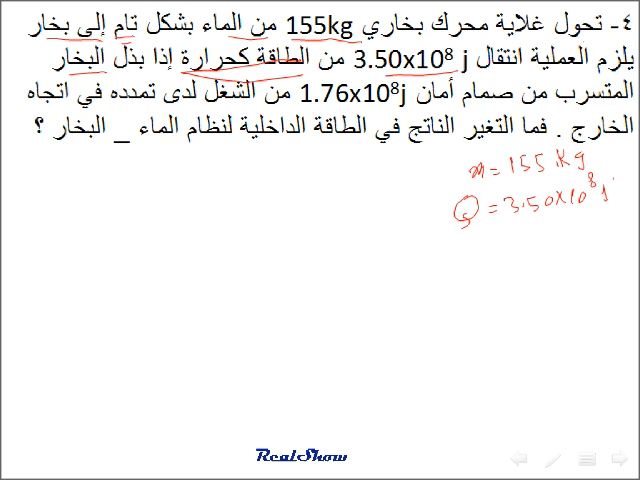 ٤- تحول غلاية محرك بخاري 155kg من الماء بشكل تام إلى بخار
يلزم العملية انتقال 3.50x10⁸ j من الطاقة كحرارة إذا بذل البخار
المتسرب من صمام أمان 1.76x10⁸j من الشغل لدى تمدده في اتجاه
الخارج . فما التغير الناتج في الطاقة الداخلية لنظام الماء _ البخار ؟
m = 155 Kg
Q = 3.50x10⁸ j
RealShow